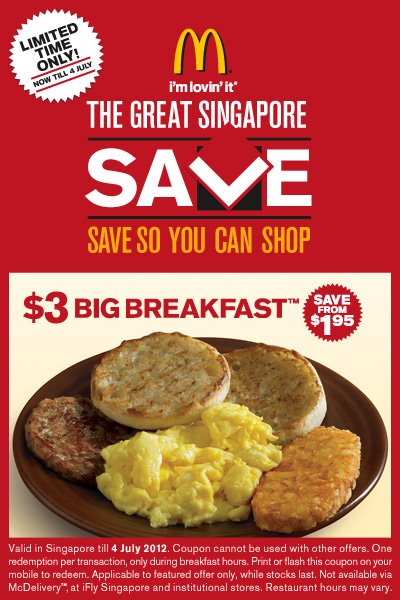 LIMITED
TIME
ONLY!
NOW TILL 4 JULY
i'm lovin' it®
THE GREAT SINGAPORE
SAVE
SAVE SO YOU CAN SHOP
$3 BIG BREAKFAST™
SAVE
FROM
$1.95
Valid in Singapore till 4 July 2012. Coupon cannot be used with other offers. One
redemption per transaction, only during breakfast hours. Print or flash this coupon on your
mobile to redeem. Applicable to featured offer only, while stocks last. Not available via
McDelivery™, at iFly Singapore and institutional stores. Restaurant hours may vary.